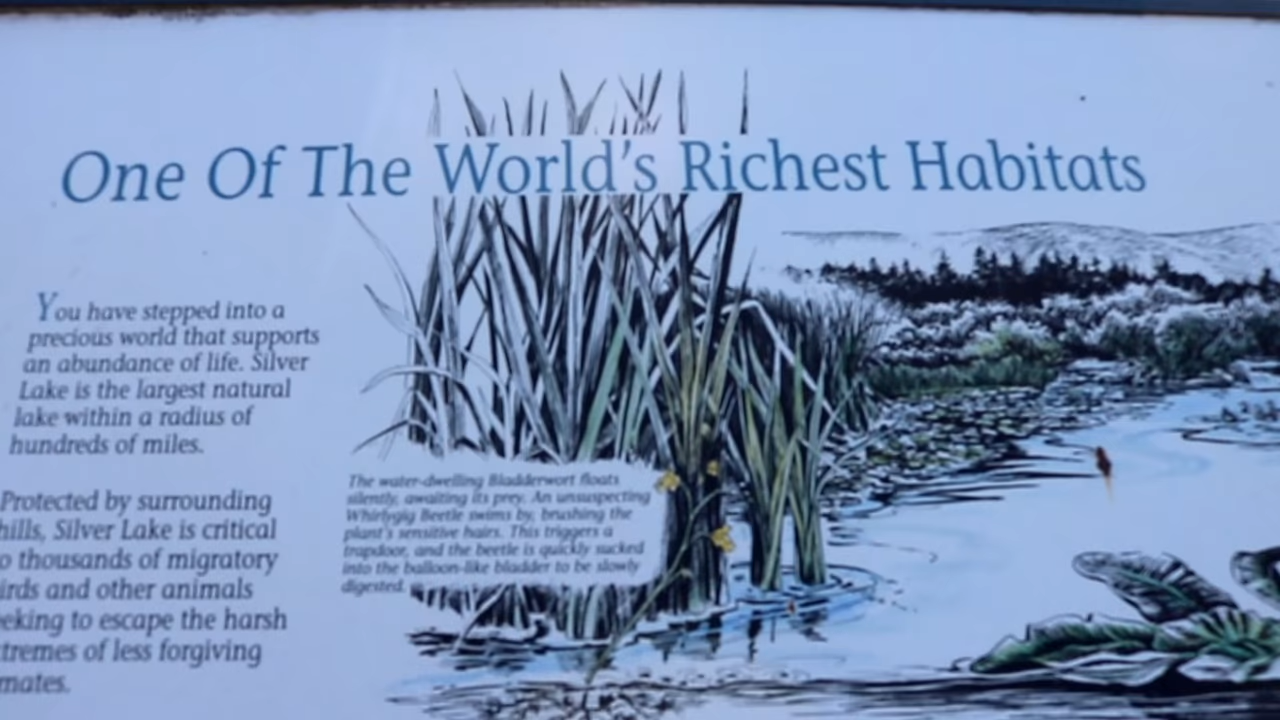 One Of The World's Richest Habitats
You have stepped into a
precious world that supports
an abundance of life. Silver
Lake is the largest natural
lake within a radius of
hundreds of miles.
Protected by surrounding
hills, Silver Lake is critical
o thousands of migratory
irds and other animals
eking to escape the harsh
tremes of less forgiving
mates.
The water-dwelling Bladderwort floats
silently, awaiting its prey. An unsuspecting
Whirlygig Beetle swims by, brushing the
plant's sensitive hairs. This triggers a
trapdoor, and the beetle is quickly sucked
into the balloon-like bladder to be slowly
digested.